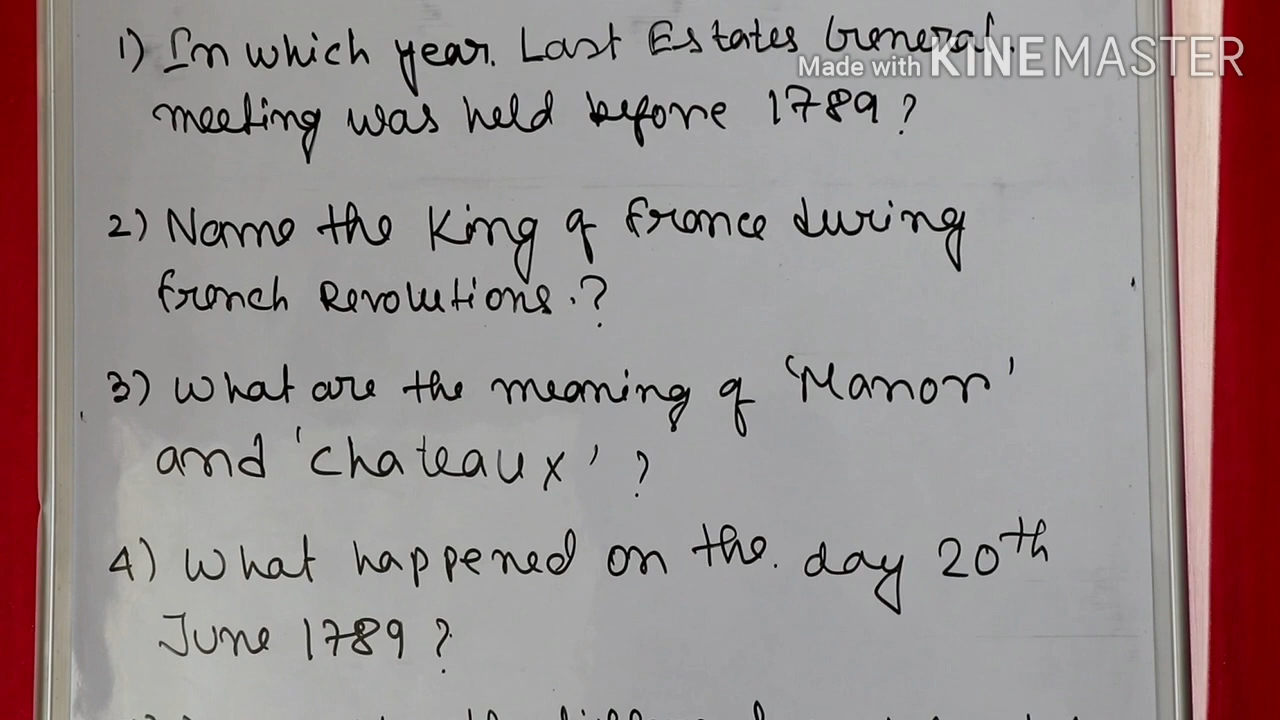 1) In which year. Last Estates General.
Made with KINEMASTER
meeting was held before 1789?
2) Name the King of france during
french Revolutions.?
3) What are the meaning of 'Manor'
and 'chateaux'?
4) What happened on the. day 20th
June 1789?